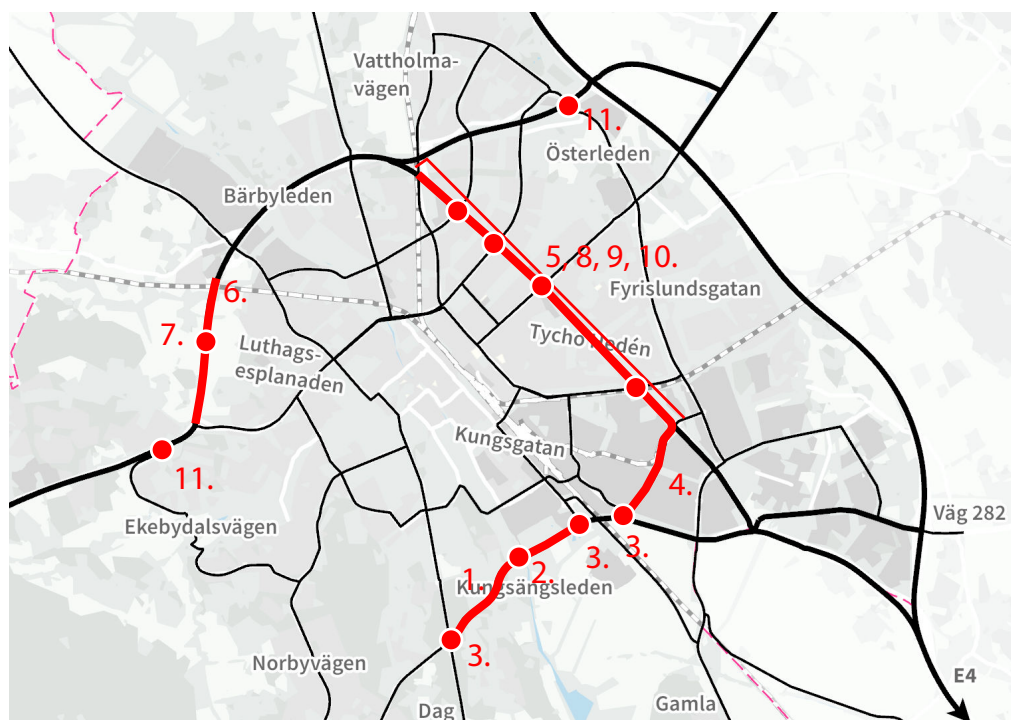 Vattholma-
vägen
11.
Österleden
Bärbyleden
5, 8, 9, 10.
6.
Fyrislundsgatan
7.
Tycho Hedén
Luthags-
esplanaden
Kungsgatan
11.
4.
Väg 282
Ekebydalsvägen
3.
3.
1.
2.
Kungsängsleden
3.
Norbyvägen
E4
Dag
Gamla